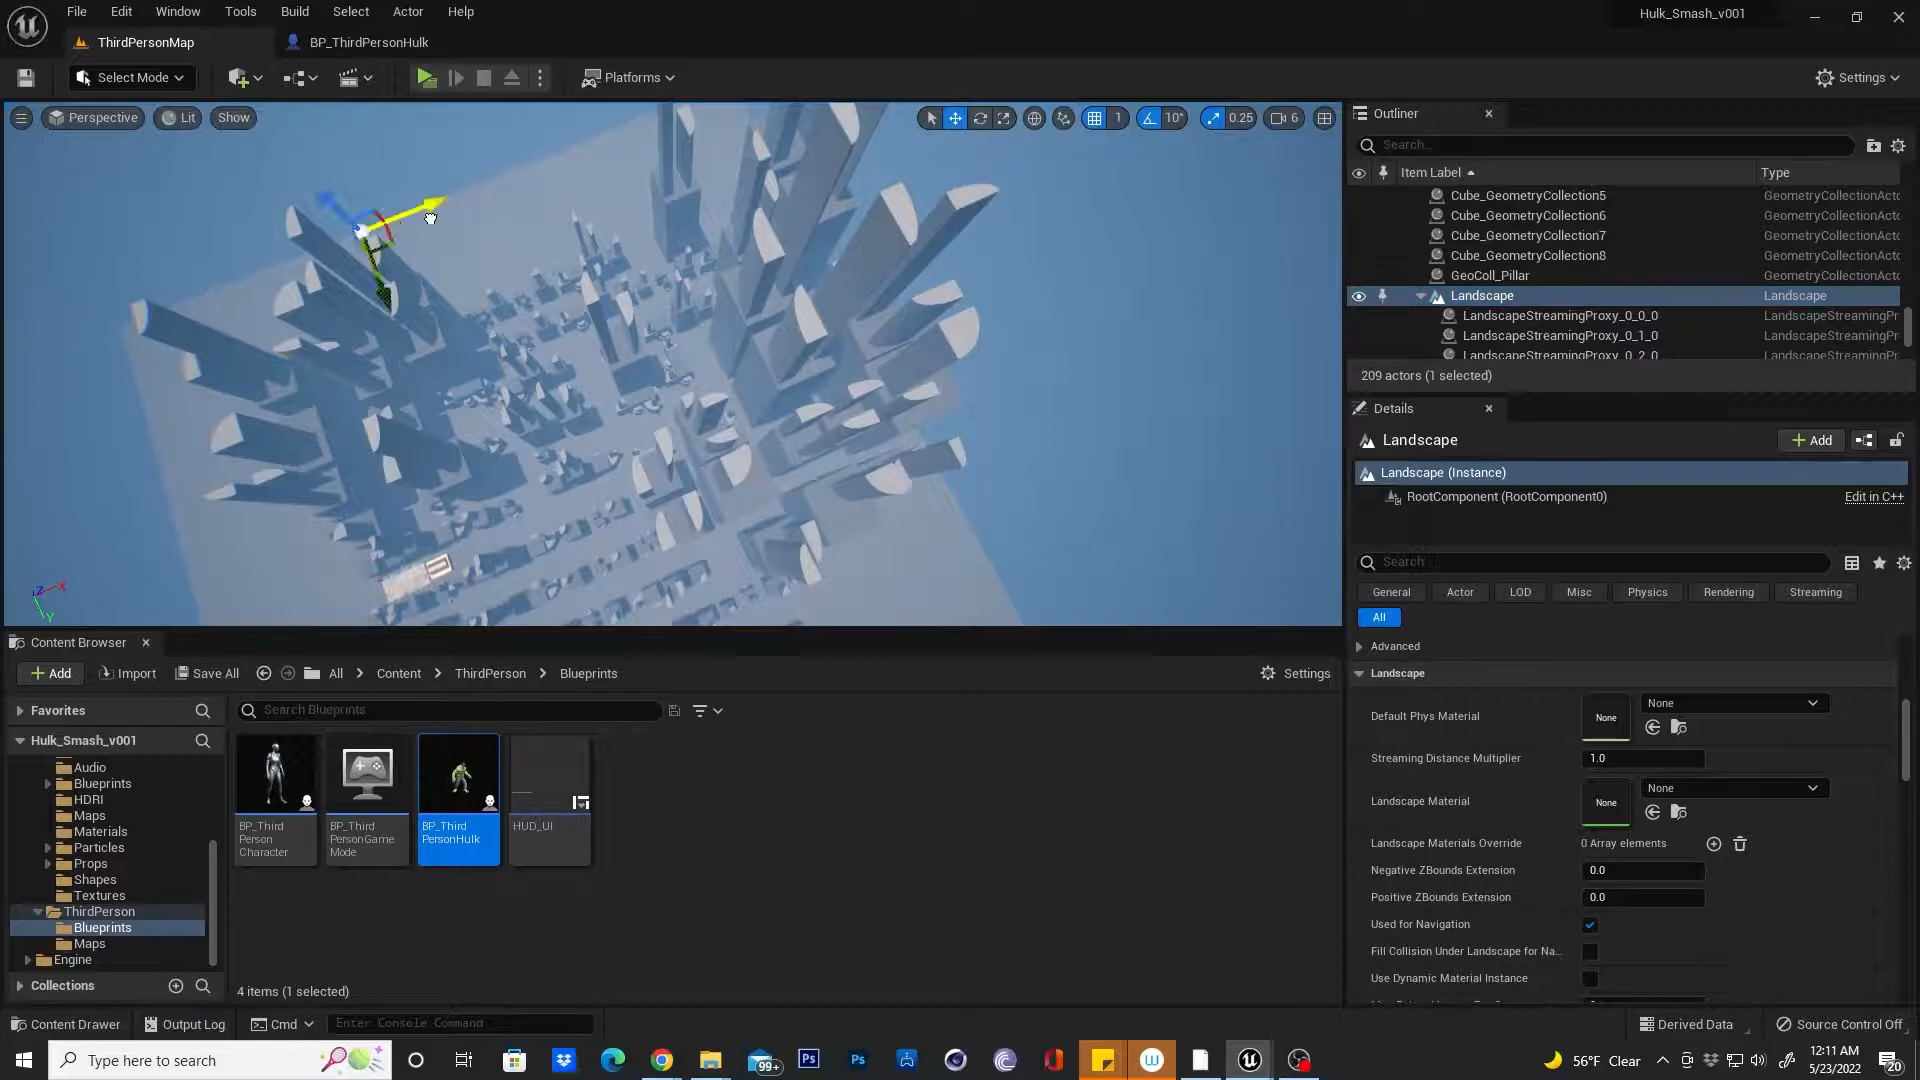 File Edit Window Tools Build Select Actor Help
Hulk_Smash_v001
ThirdPersonMap
BP_ThirdPersonHulk
Select Mode
Platforms
Settings
Perspective
Lit
Show
1
10°
0.25
6
Outliner
Search...
Item Label
Type
Cube_GeometryCollection5 GeometryCollectionActo
Cube_GeometryCollection6 GeometryCollectionActo
Cube_GeometryCollection7 GeometryCollectionActo
Cube_GeometryCollection8 GeometryCollectionActo
GeoColl_Pillar GeometryCollectionActo
Landscape Landscape
LandscapeStreamingProxy_0_0_0 LandscapeStreamingPr
LandscapeStreamingProxy_0_1_0 LandscapeStreamingPr
LandscapeStreamingProxy_0_2_0 LandscapeStreamingPr
209 actors (1 selected)
Details
Landscape
Add
Landscape (Instance)
RootComponent (RootComponent0)
Edit in C++
Search
General
Actor
LOD
Misc
Physics
Rendering
Streaming
All
Advanced
Landscape
Default Phys Material
None
None
Streaming Distance Multiplier
1.0
Landscape Material
None
None
Landscape Materials Override
0 Array elements
Negative ZBounds Extension
0.0
Positive ZBounds Extension
0.0
Used for Navigation
Fill Collision Under Landscape for Na...
Use Dynamic Material Instance
X
Z
Y
Content Browser
Add
Import
Save All
All > Content > ThirdPerson > Blueprints
Settings
Favorites
Search Blueprints
Hulk_Smash_v001
Audio
Blueprints
HDRI
Maps
Materials
Particles
Props
Shapes
Textures
ThirdPerson
Blueprints
Maps
Engine
Collections
BP_Third
Person
Character
BP_Third
PersonGame
Mode
BP_Third
PersonHulk
HUD_UI
4 items (1 selected)
Content Drawer
Output Log
Cmd
Enter Console Command
Derived Data
Source Control Off
Type here to search
99+
Ps
Ps
56°F Clear
12:11 AM
5/23/2022
20